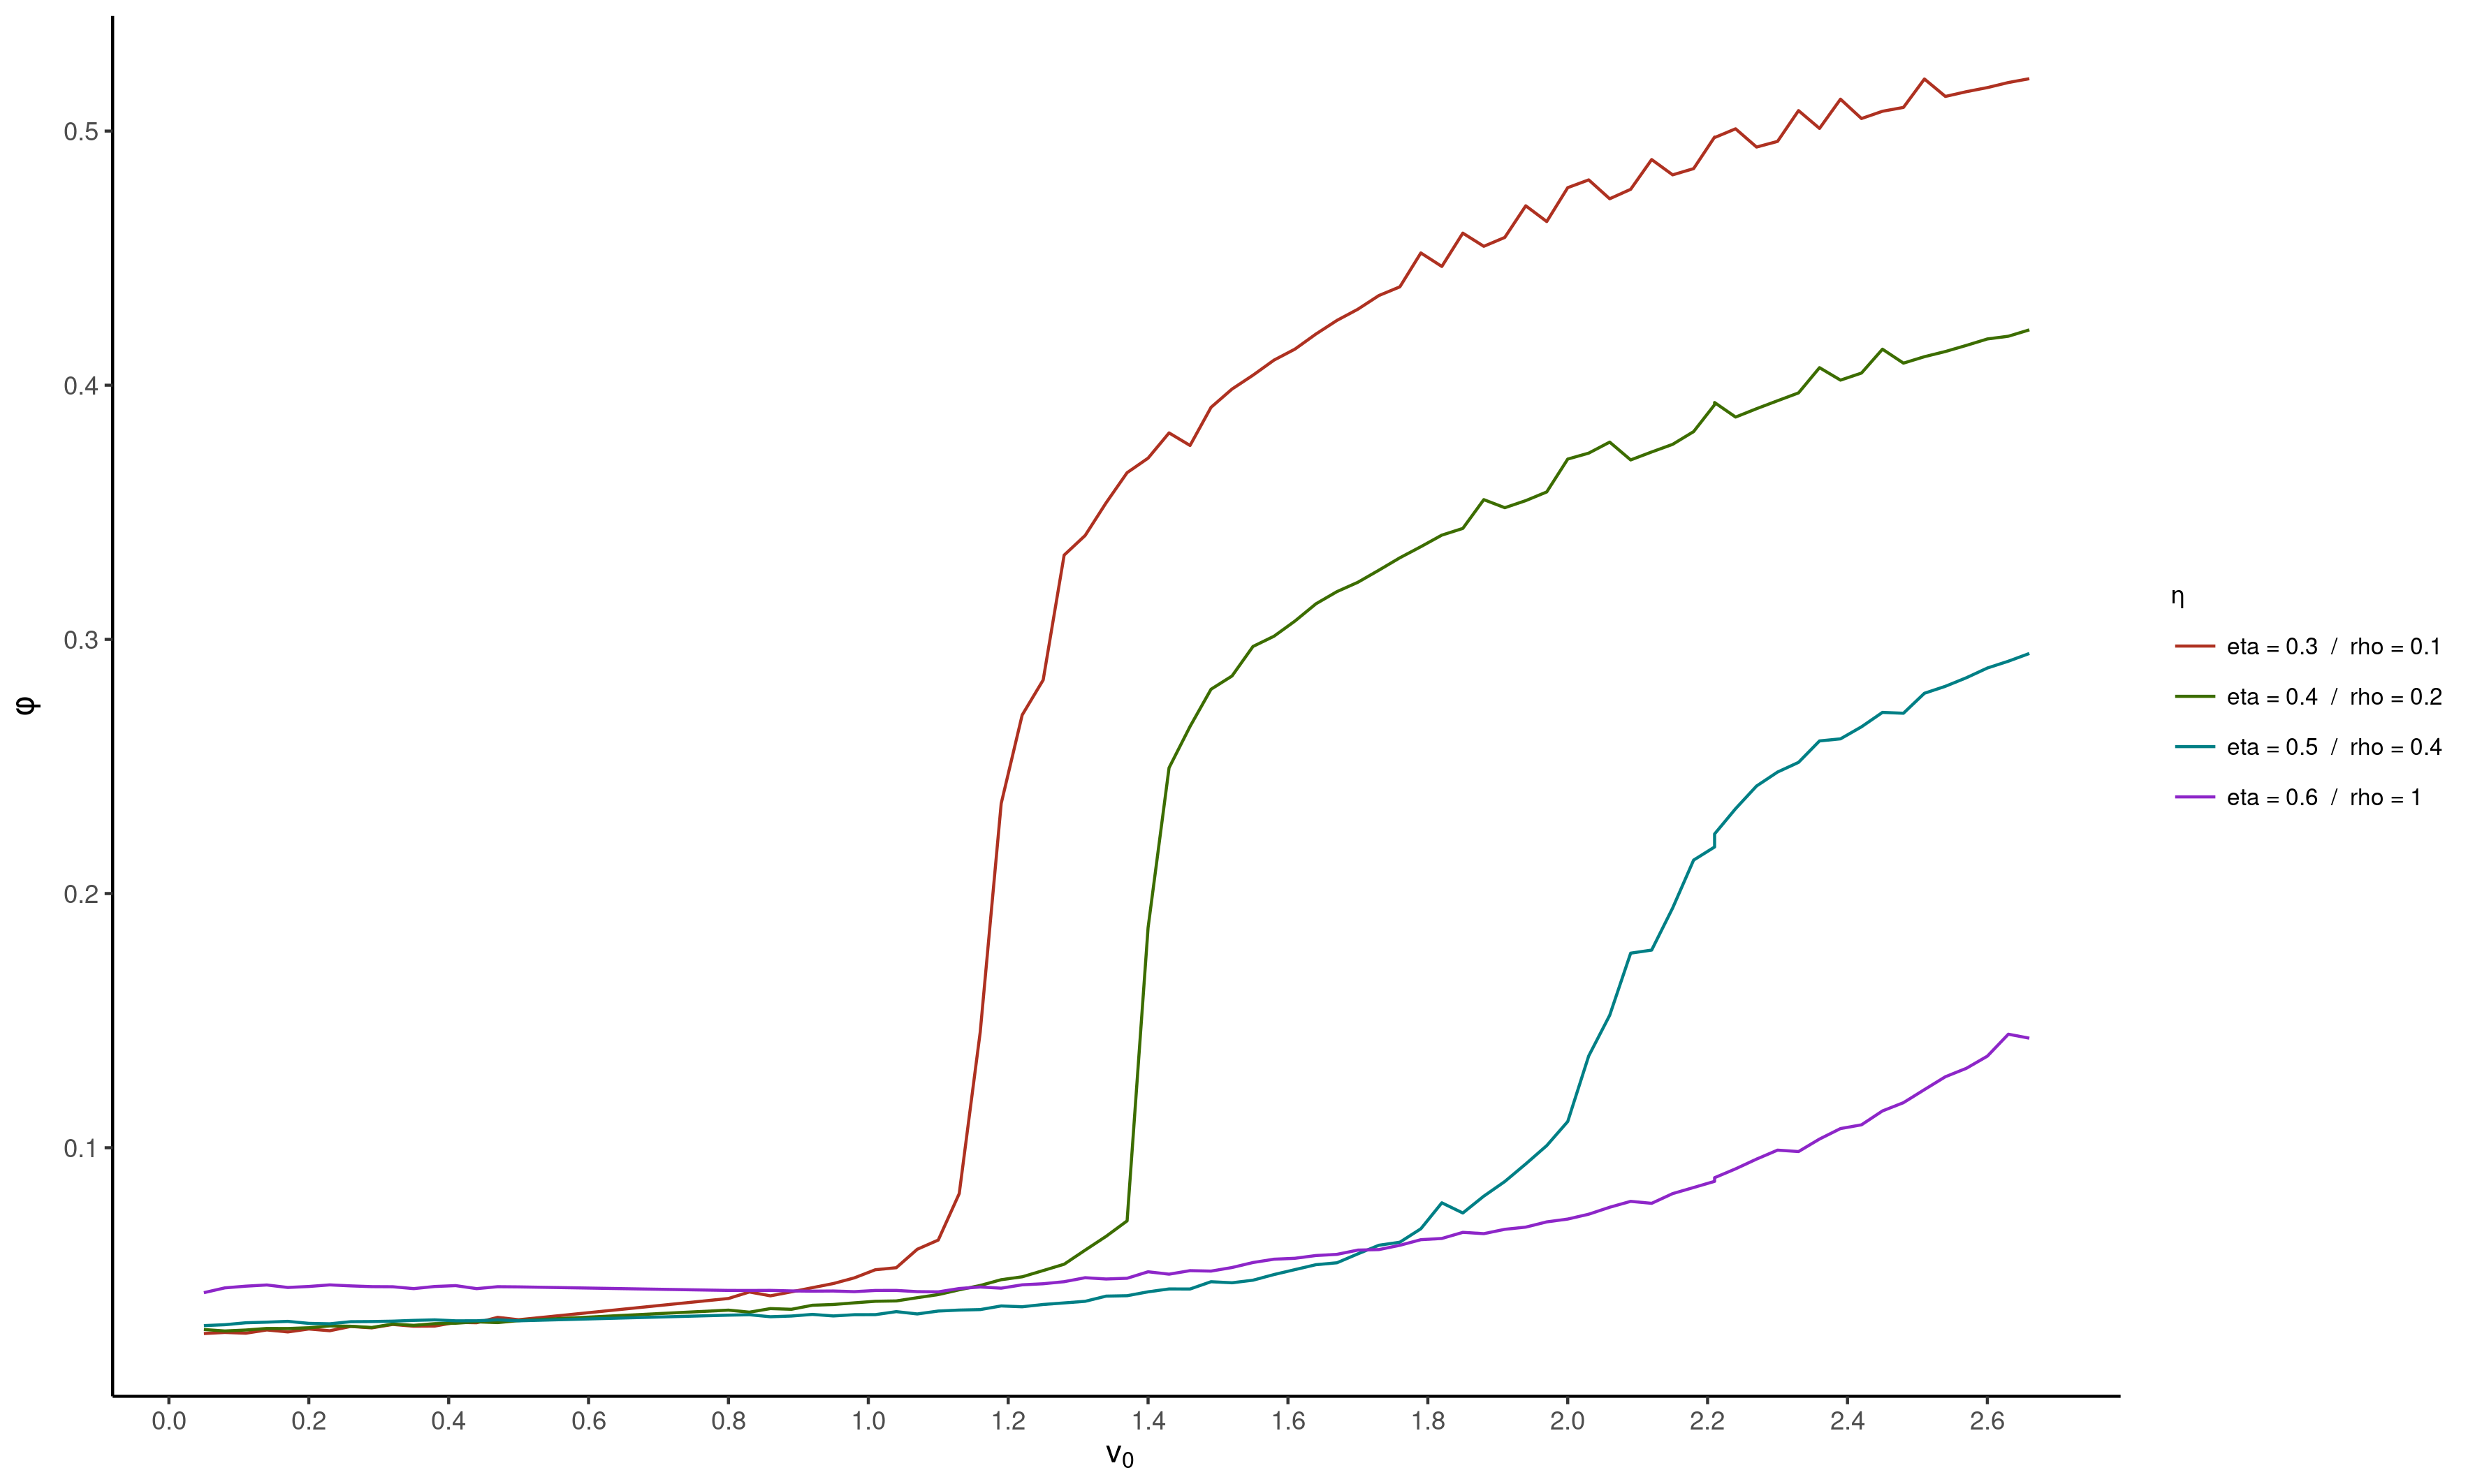 0.5
0.4
0.3
0.2
0.1
φ
0.0 0.2 0.4 0.6 0.8 1.0 1.2 1.4 1.6 1.8 2.0 2.2 2.4 2.6
v₀
η
eta = 0.3 / rho = 0.1
eta = 0.4 / rho = 0.2
eta = 0.5 / rho = 0.4
eta = 0.6 / rho = 1